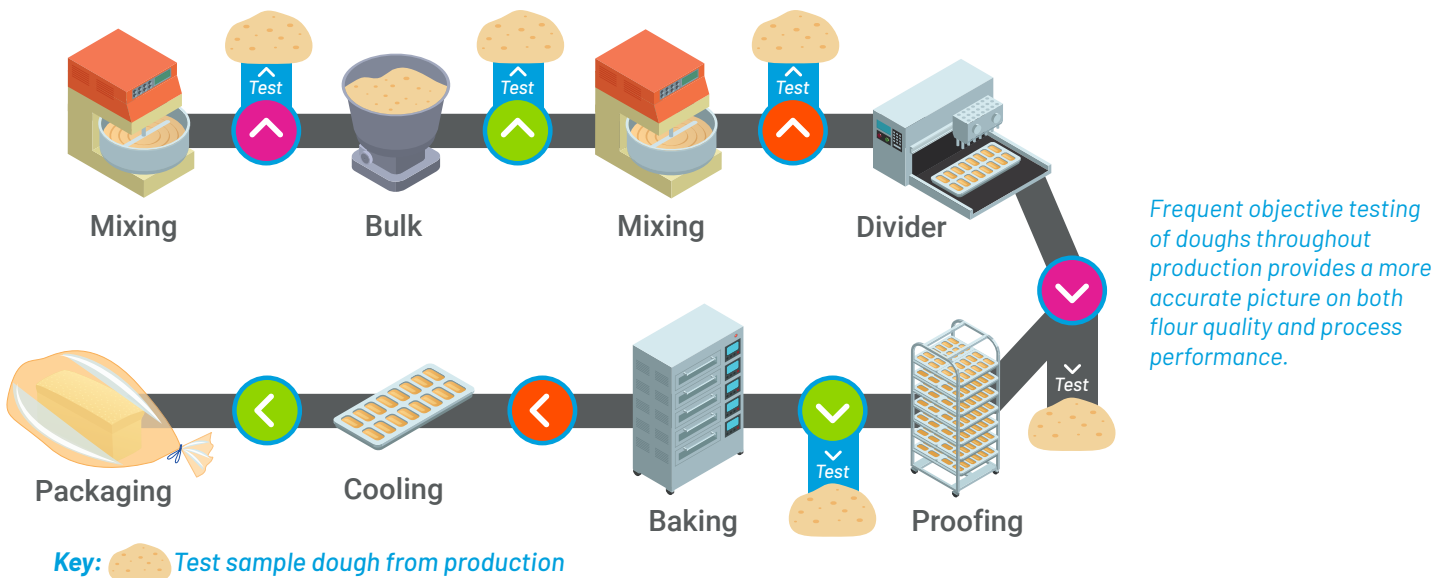 Test
Test
Test
Mixing
Bulk
Mixing
Divider
Frequent objective testing
of doughs throughout
production provides a more
accurate picture on both
flour quality and process
performance.
Test
Test
Packaging
Cooling
Baking
Proofing
Key: Test sample dough from production